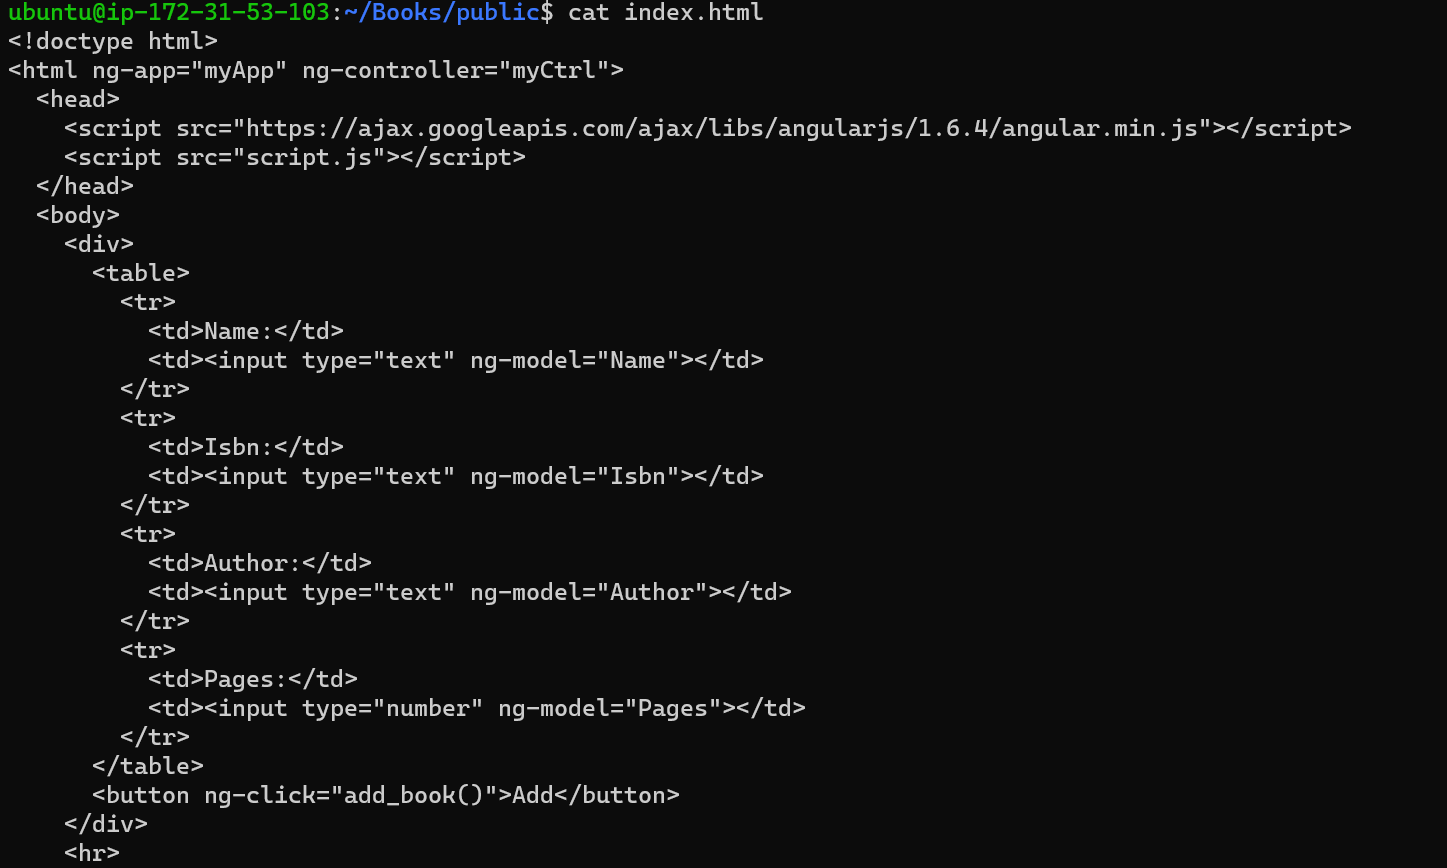 ubuntu@ip-172-31-53-103:~/Books/public$ cat index.html
<!doctype html>
<html ng-app="myApp" ng-controller="myCtrl">
  <head>
    <script src="https://ajax.googleapis.com/ajax/libs/angularjs/1.6.4/angular.min.js"></script>
    <script src="script.js"></script>
  </head>
  <body>
    <div>
      <table>
        <tr>
          <td>Name:</td>
          <td><input type="text" ng-model="Name"></td>
        </tr>
        <tr>
          <td>Isbn:</td>
          <td><input type="text" ng-model="Isbn"></td>
        </tr>
        <tr>
          <td>Author:</td>
          <td><input type="text" ng-model="Author"></td>
        </tr>
        <tr>
          <td>Pages:</td>
          <td><input type="number" ng-model="Pages"></td>
        </tr>
      </table>
      <button ng-click="add_book()">Add</button>
    </div>
    <hr>